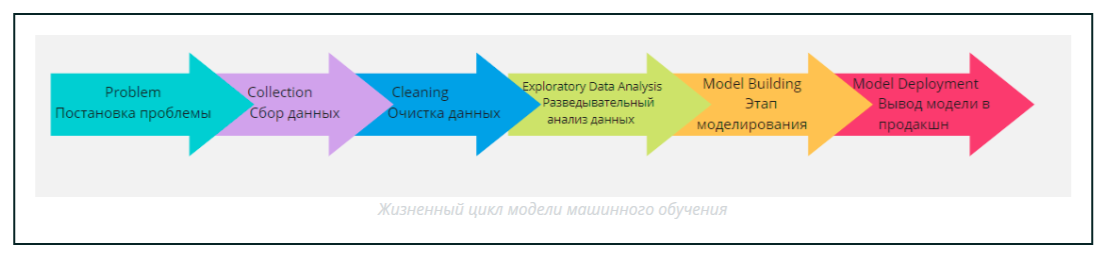 Problem
Постановка проблемы
Collection
Сбор данных
Cleaning
Очистка данных
Exploratory Data Analysis
Разведывательный
анализ данных
Model Building
Этап
моделирования
Model Deployment
Вывод модели в
продакшн
Жизненный цикл модели машинного обучения